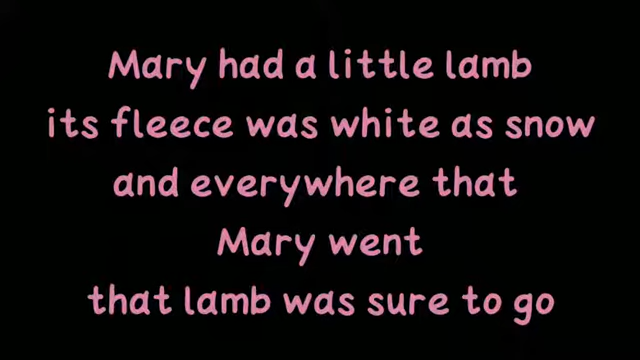 Mary had a little lamb
its fleece was white as snow
and everywhere that
Mary went
that lamb was sure to go